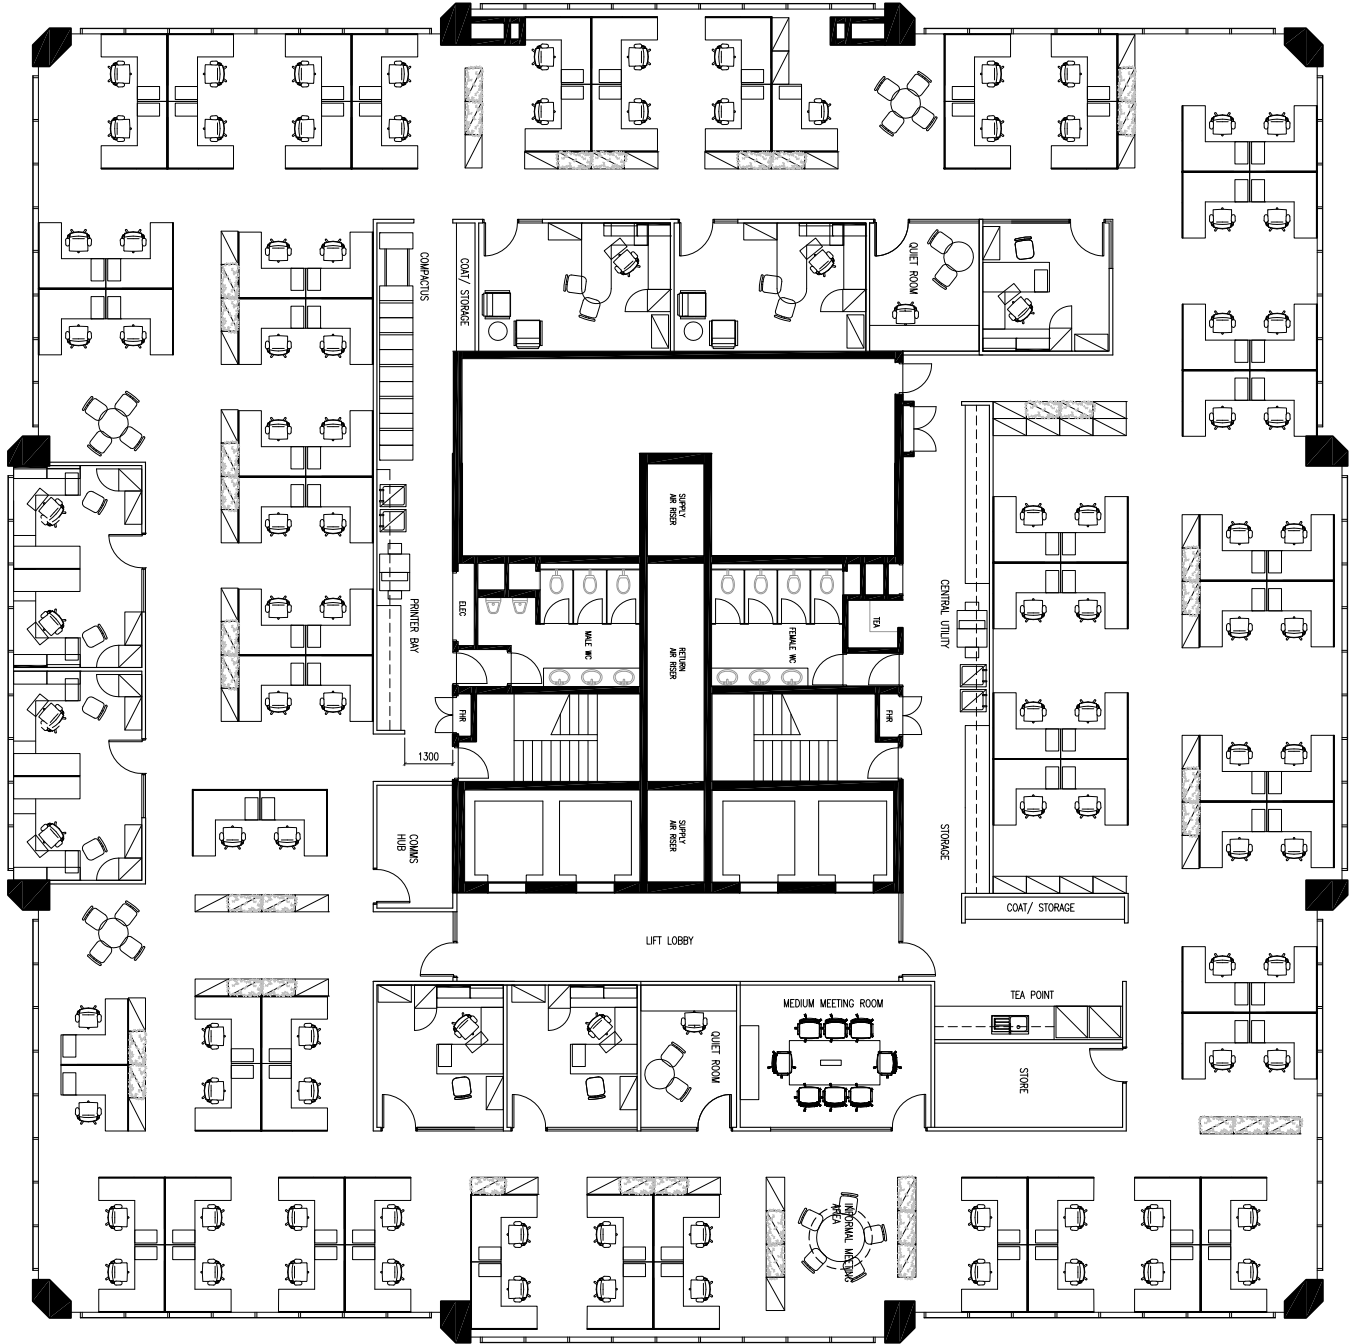 COMPACTUS
COAT/ STORAGE
QUIET ROOM
SUPPLY
AIR RISER
ELEC
PRINTER BAY
MALE WC
RETURN
AIR RISER
FEMALE WC
TEA
CENTRAL UTILITY
FHR
FHR
1300
COMMS
HUB
SUPPLY
AIR RISER
STORAGE
COAT/ STORAGE
LIFT LOBBY
MEDIUM MEETING ROOM
TEA POINT
QUIET ROOM
STORE
INFORMAL MEETING
AREA